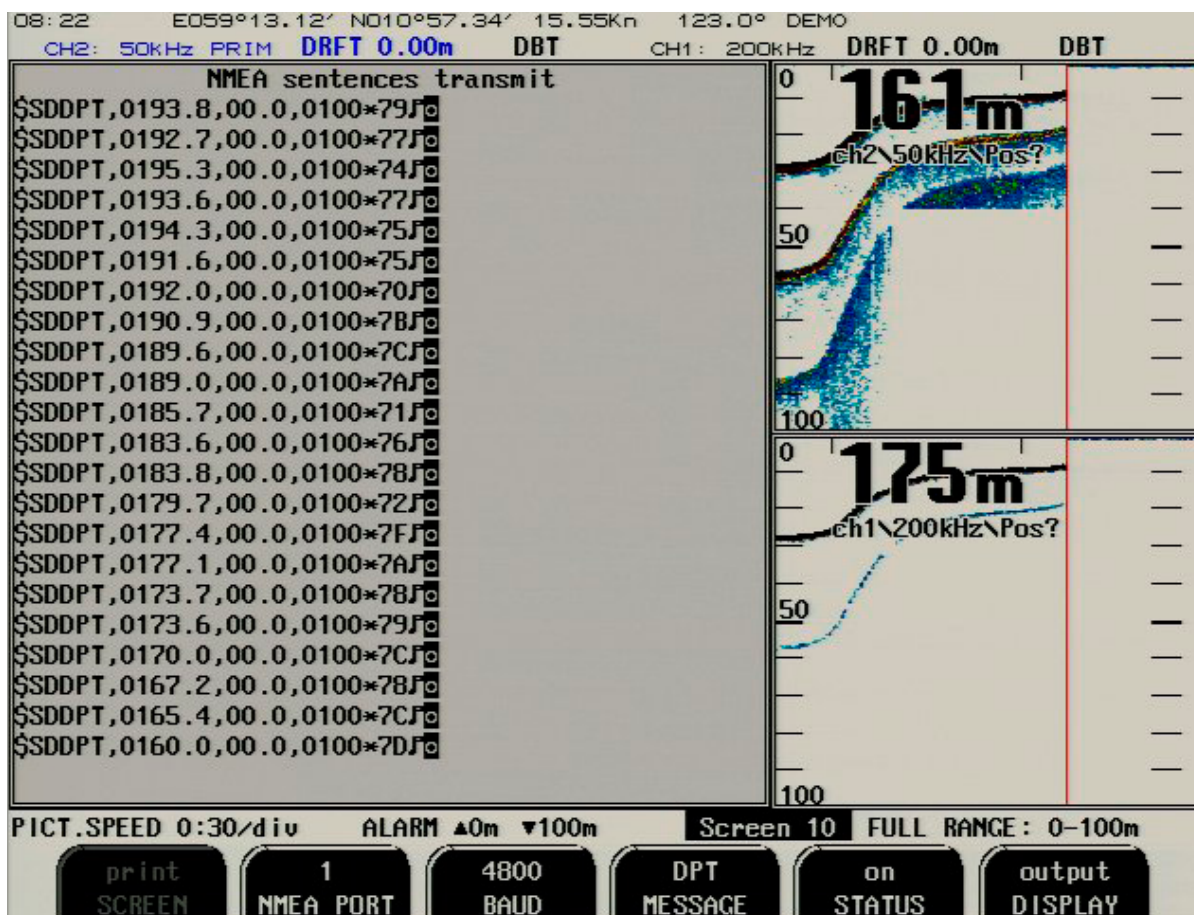 08:22 E059°13.12′ N010°57.34′ 15.55Kn 123.0° DEMO
CH2: 50KHz PRIM DRFT 0.00m DBT CH1: 200KHz DRFT 0.00m DBT
NMEA sentences transmit
$SDDPT,0193.8,00.0,0100*79
$SDDPT,0192.7,00.0,0100*77
$SDDPT,0195.3,00.0,0100*74
$SDDPT,0193.6,00.0,0100*77
$SDDPT,0194.3,00.0,0100*75
$SDDPT,0191.6,00.0,0100*75
$SDDPT,0192.0,00.0,0100*70
$SDDPT,0190.9,00.0,0100*7B
$SDDPT,0189.6,00.0,0100*7C
$SDDPT,0189.0,00.0,0100*7A
$SDDPT,0185.7,00.0,0100*71
$SDDPT,0183.6,00.0,0100*76
$SDDPT,0183.8,00.0,0100*78
$SDDPT,0179.7,00.0,0100*72
$SDDPT,0177.4,00.0,0100*7F
$SDDPT,0177.1,00.0,0100*7A
$SDDPT,0173.7,00.0,0100*78
$SDDPT,0173.6,00.0,0100*79
$SDDPT,0170.0,00.0,0100*7C
$SDDPT,0167.2,00.0,0100*78
$SDDPT,0165.4,00.0,0100*7C
$SDDPT,0160.0,00.0,0100*7D
0
161m
ch2\50kHz\Pos?
50
100
0
175m
ch1\200kHz\Pos?
50
100
PICT.SPEED 0:30/div ALARM ▲0m ▼100m Screen 10 FULL RANGE: 0-100m
print 1 4800 DPT on output
SCREEN NMEA PORT BAUD MESSAGE STATUS DISPLAY